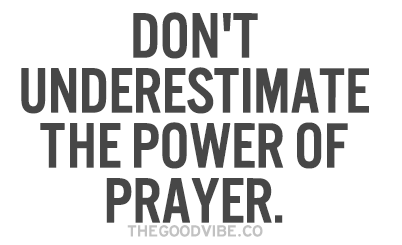 DON'T
UNDERESTIMATE
THE POWER OF
PRAYER.
THEGOODVIBE.CO